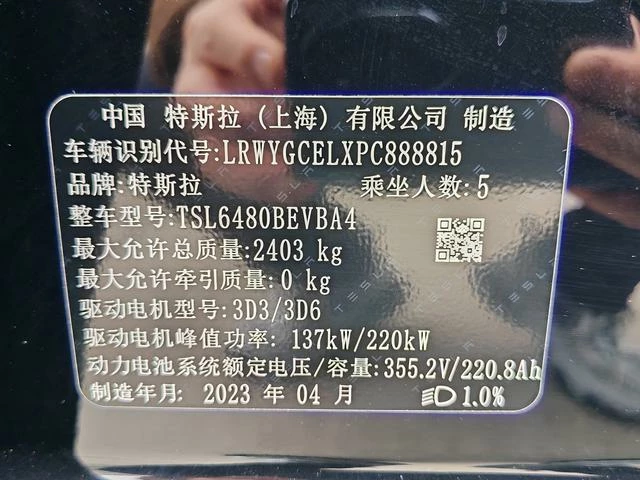 中国 特斯拉 (上海) 有限公司 制造
车辆识别代号:LRWYGCELXPC888815
品牌:特斯拉 乘坐人数:5
整车型号:TSL6480BEVBA4
最大允许总质量:2403 kg
最大允许牵引质量:0 kg
驱动电机型号:3D3/3D6
驱动电机峰值功率: 137kW/220kW
动力电池系统额定电压/容量:355.2V/220.8Ah
制造年月: 2023 年 04 月 1.0%